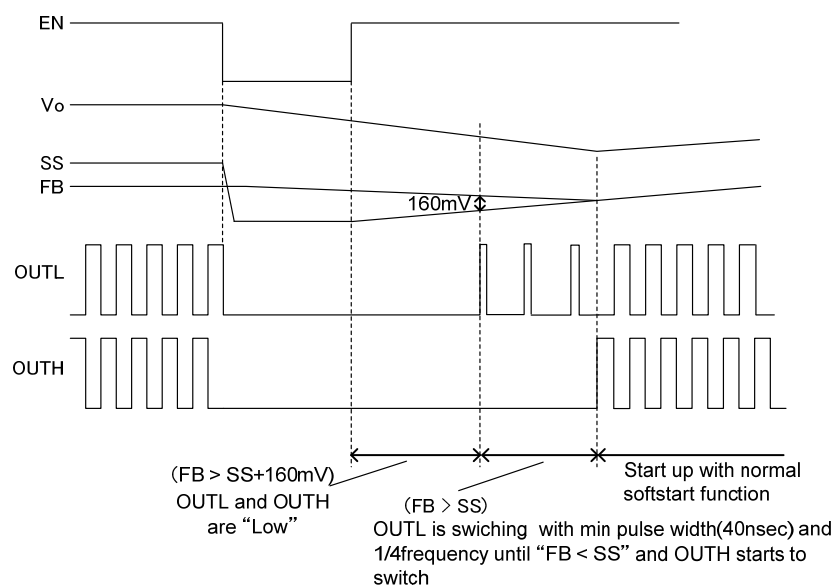 EN
Vo
SS
FB
160mV
OUTL
OUTH
(FB > SS+160mV)
OUTL and OUTH
are “Low”
(FB > SS)
OUTL is swiching with min pulse width(40nsec) and
1/4frequency until “FB < SS” and OUTH starts to
switch
Start up with normal
softstart function